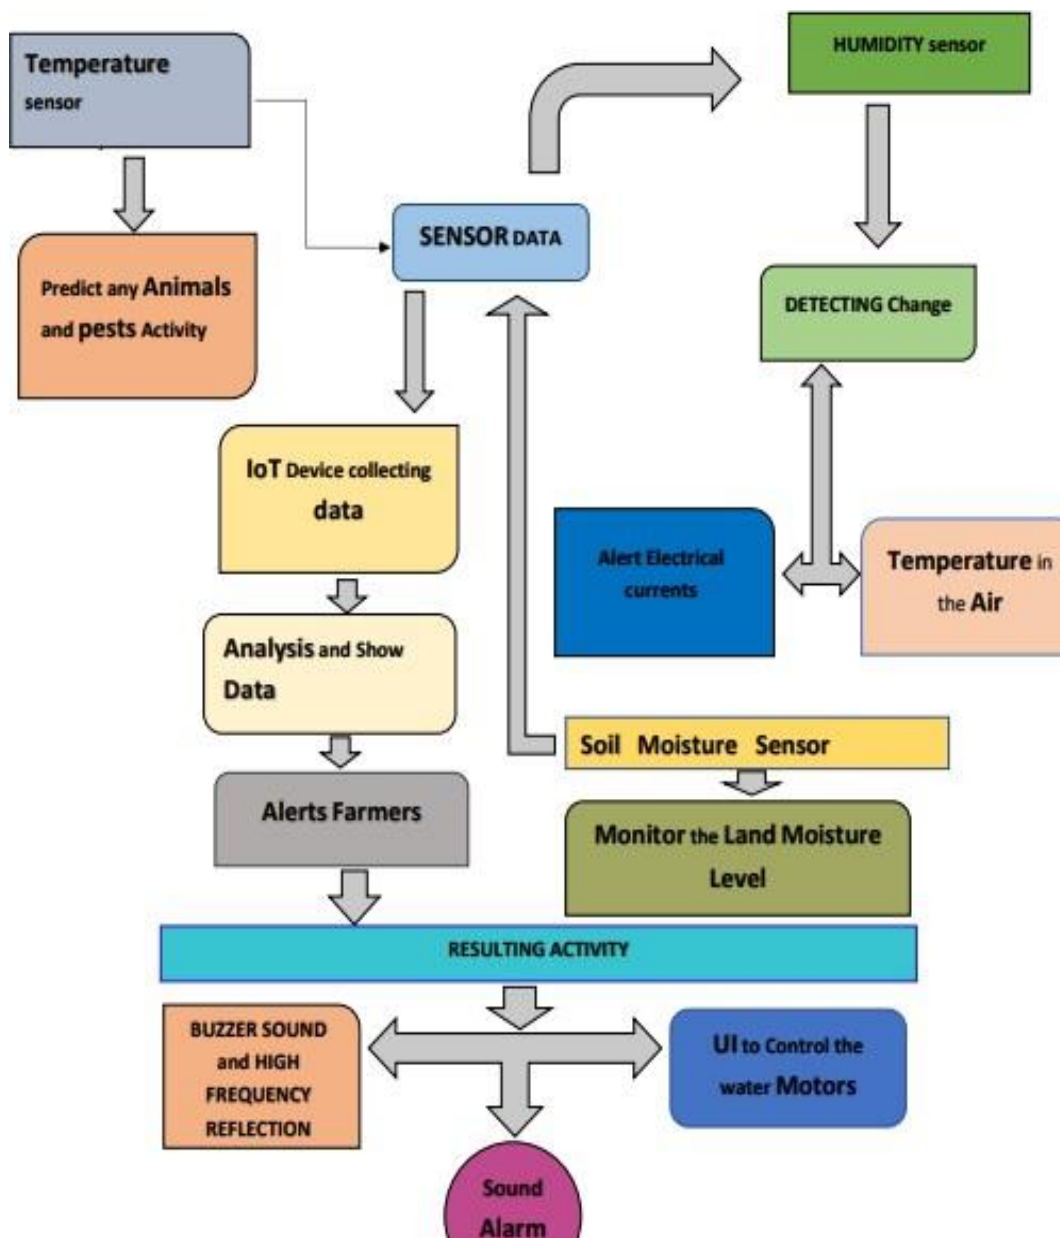 Temperature
sensor
HUMIDITY sensor
SENSOR DATA
Predict any Animals
and pests Activity
DETECTING Change
IoT Device collecting
data
Alert Electrical
currents
Temperature in
the Air
Analysis and Show
Data
Soil Moisture Sensor
Alerts Farmers
Monitor the Land Moisture
Level
RESULTING ACTIVITY
BUZZER SOUND
and HIGH
FREQUENCY
REFLECTION
UI to Control the
water Motors
Sound
Alarm